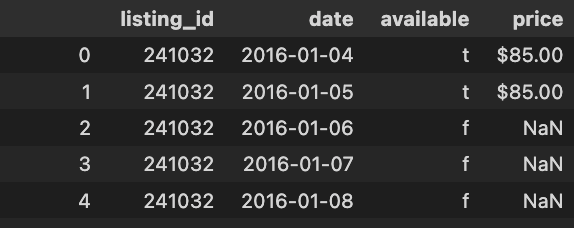 listing_id date available price
0 241032 2016-01-04 t $85.00
1 241032 2016-01-05 t $85.00
2 241032 2016-01-06 f NaN
3 241032 2016-01-07 f NaN
4 241032 2016-01-08 f NaN